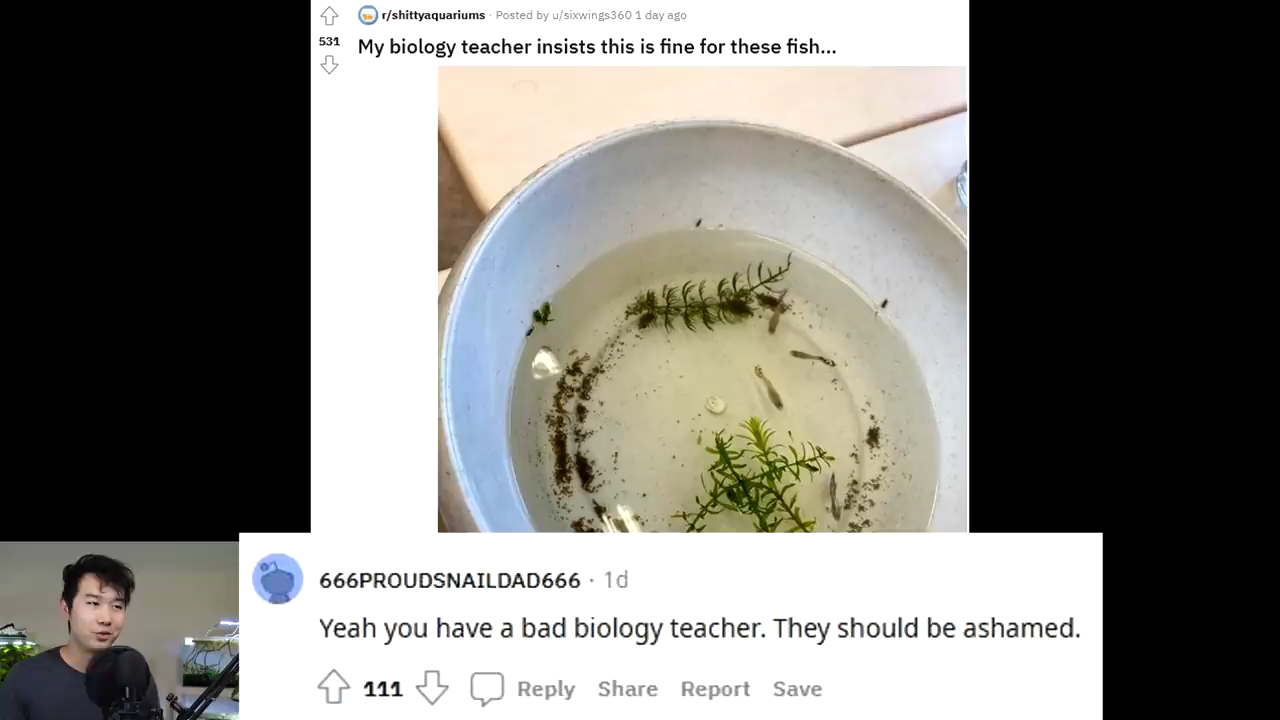 r/shittyaquariums · Posted by u/sixwings360 1 day ago
531
My biology teacher insists this is fine for these fish...
666PROUDSNAILDAD666 · 1d
Yeah you have a bad biology teacher. They should be ashamed.
111 Reply Share Report Save